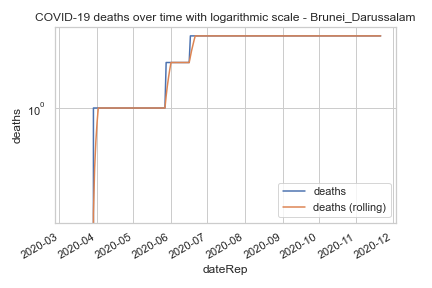 COVID-19 deaths over time with logarithmic scale - Brunei_Darussalam
deaths
10⁰
deaths
deaths (rolling)
2020-03
2020-04
2020-05
2020-06
2020-07
2020-08
2020-09
2020-10
2020-11
2020-12
dateRep